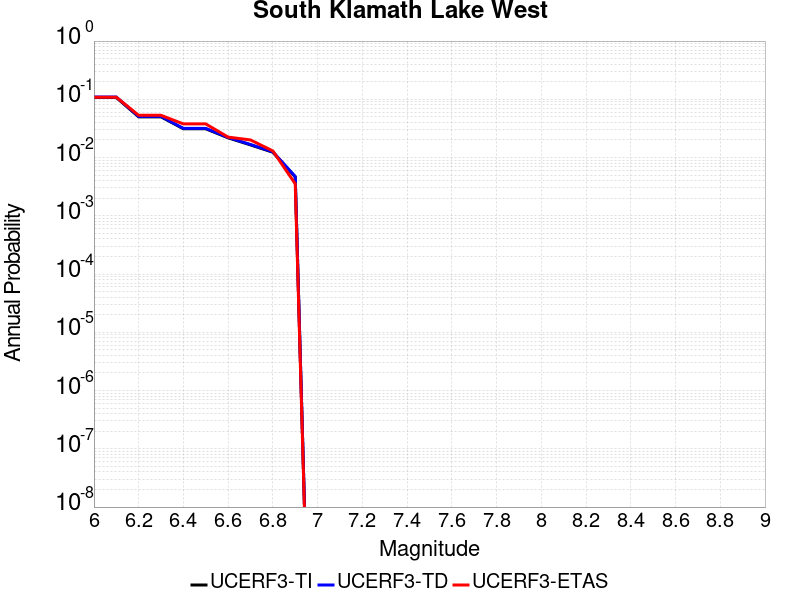 South Klamath Lake West
10^0
10^-1
10^-2
10^-3
10^-4
10^-5
10^-6
10^-7
10^-8
Annual Probability
6 6.2 6.4 6.6 6.8 7 7.2 7.4 7.6 7.8 8 8.2 8.4 8.6 8.8 9
Magnitude
UCERF3-TI UCERF3-TD UCERF3-ETAS